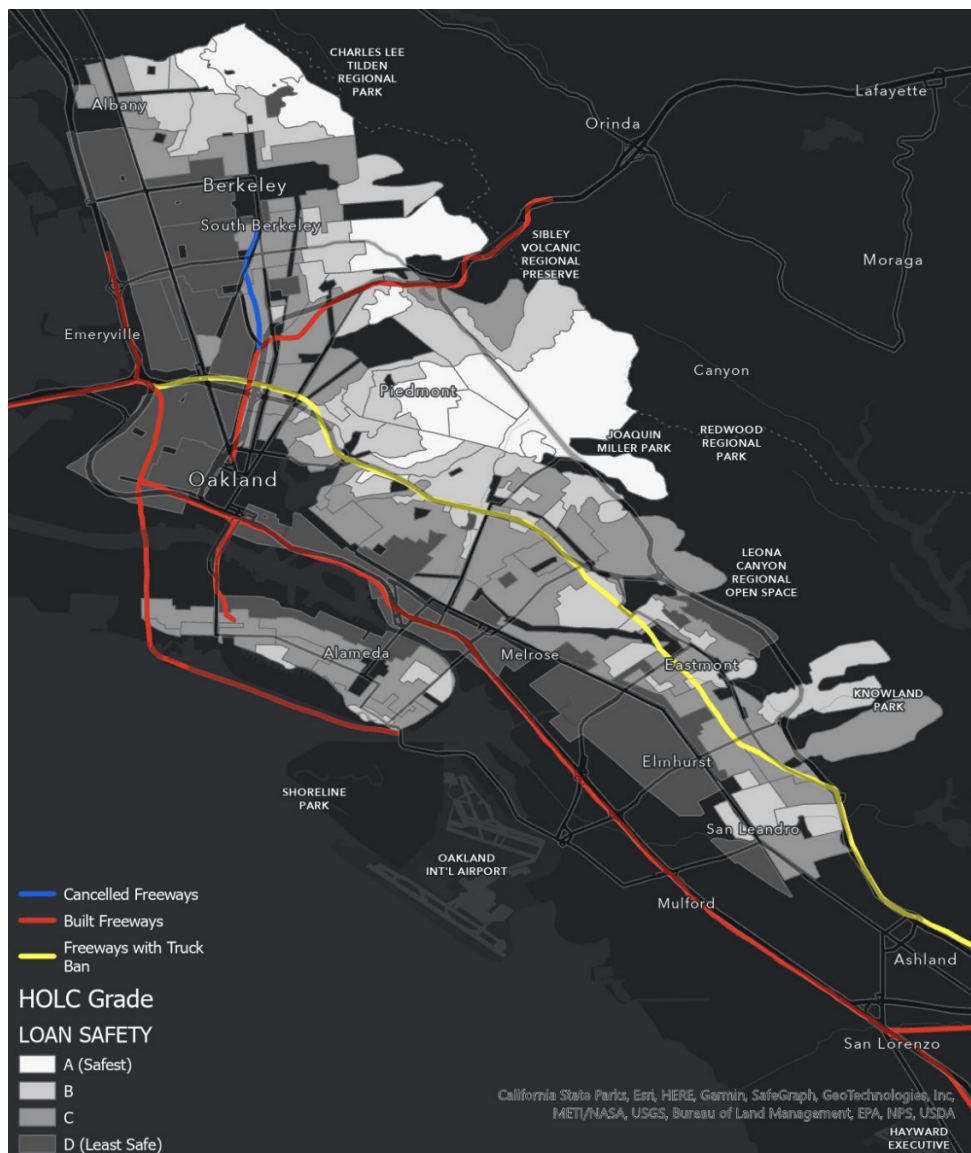 CHARLES LEE
TILDEN
REGIONAL
PARK
Lafayette
Albany
Orinda
Berkeley
South Berkeley
SIBLEY
VOLCANIC
REGIONAL
PRESERVE
Moraga
Emeryville
Canyon
Piedmont
JOAQUIN
MILLER PARK
REDWOOD
REGIONAL
PARK
Oakland
LEONA
CANYON
REGIONAL
OPEN SPACE
Alameda
Melrose
Eastmont
KNOWLAND
PARK
Elmhurst
SHORELINE
PARK
San Leandro
OAKLAND
INT'L AIRPORT
Mulford
Ashland
San Lorenzo
HAYWARD
EXECUTIVE
Cancelled Freeways
Built Freeways
Freeways with Truck
Ban
HOLC Grade
LOAN SAFETY
A (Safest)
B
C
D (Least Safe)
California State Parks, Esri, HERE, Garmin, SafeGraph, GeoTechnologies, Inc,
METI/NASA, USGS, Bureau of Land Management, EPA, NPS, USDA